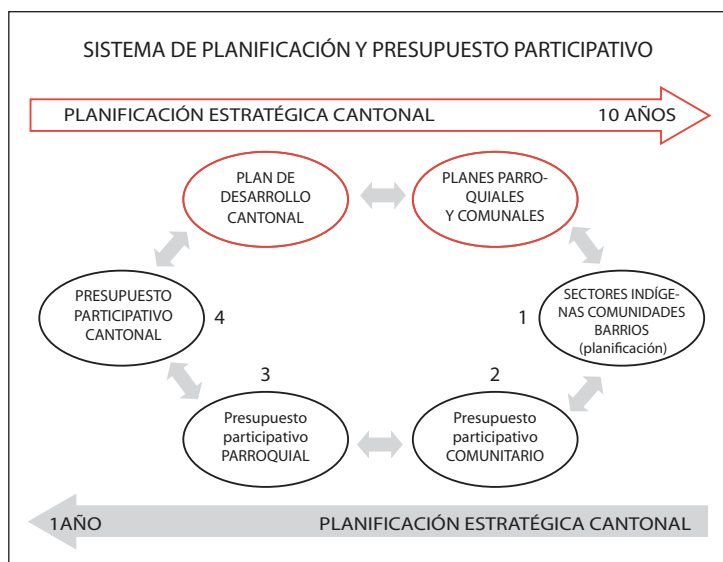 SISTEMA DE PLANIFICACIÓN Y PRESUPUESTO PARTICIPATIVO
PLANIFICACIÓN ESTRATÉGICA CANTONAL 10 AÑOS
PLAN DE
DESARROLLO
CANTONAL
PLANES PARRO-
QUIALES
Y COMUNALES
PRESUPUESTO
PARTICIPATIVO
CANTONAL
4
1
SECTORES INDÍGE-
NAS COMUNIDADES
BARRIOS
(planificación)
3
2
Presupuesto
participativo
PARROQUIAL
Presupuesto
participativo
COMUNITARIO
1AÑO PLANIFICACIÓN ESTRATÉGICA CANTONAL